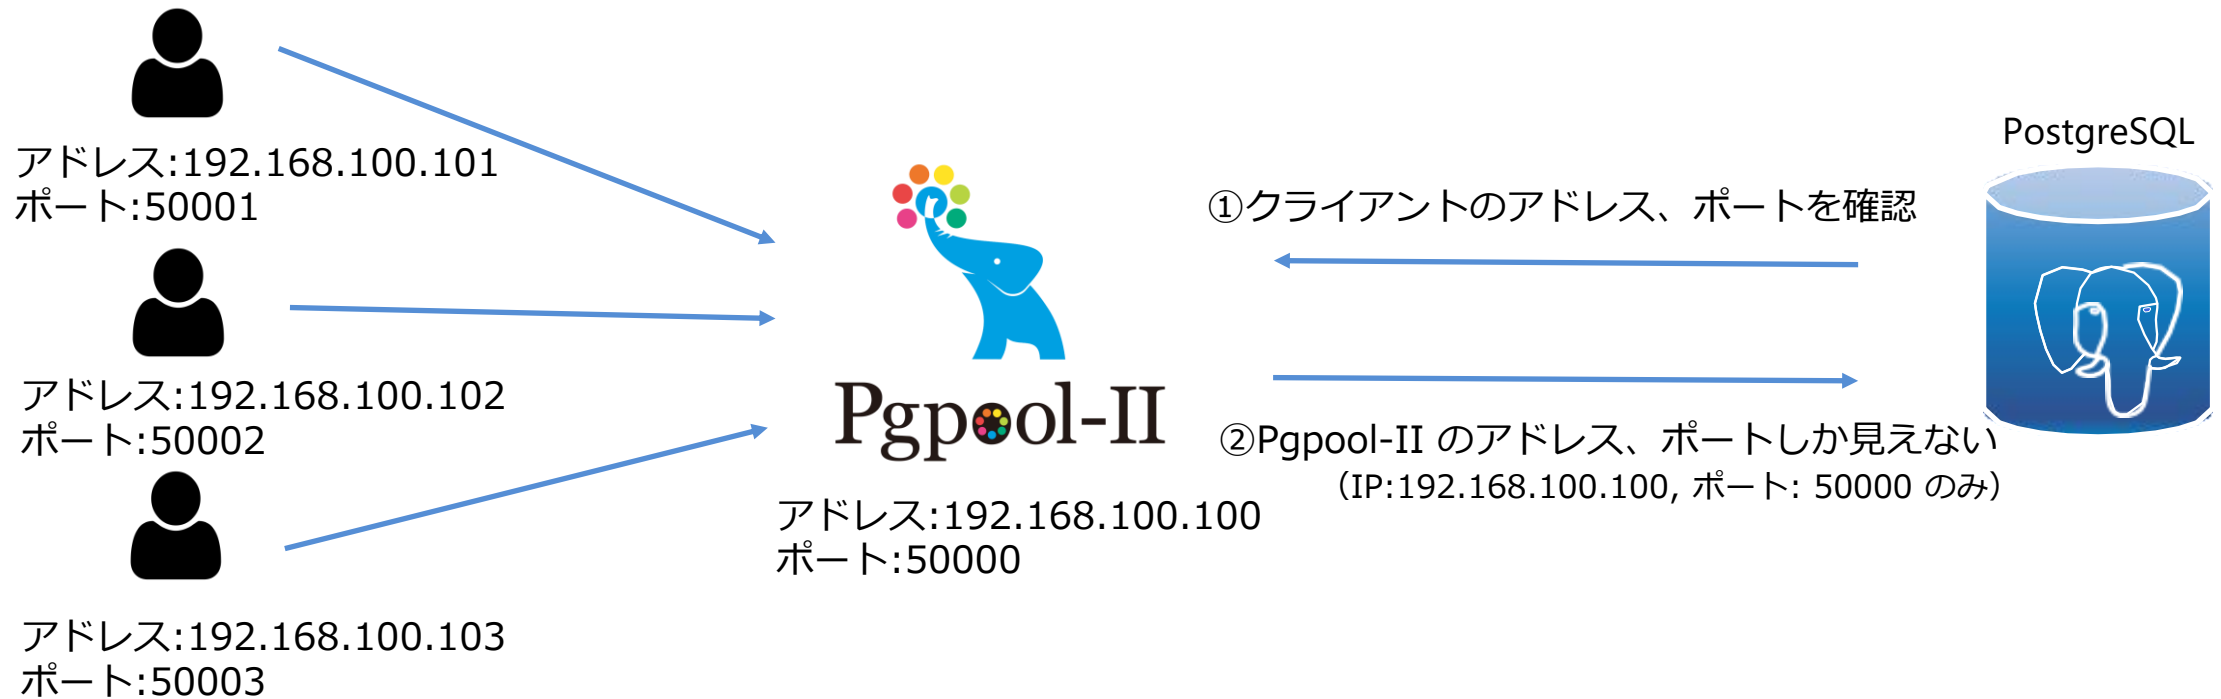 アドレス:192.168.100.101
ポート:50001
アドレス:192.168.100.102
ポート:50002
アドレス:192.168.100.103
ポート:50003
Pgpool-II
アドレス:192.168.100.100
ポート:50000
①クライアントのアドレス、ポートを確認
②Pgpool-II のアドレス、ポートしか見えない
（IP:192.168.100.100, ポート: 50000 のみ）
PostgreSQL